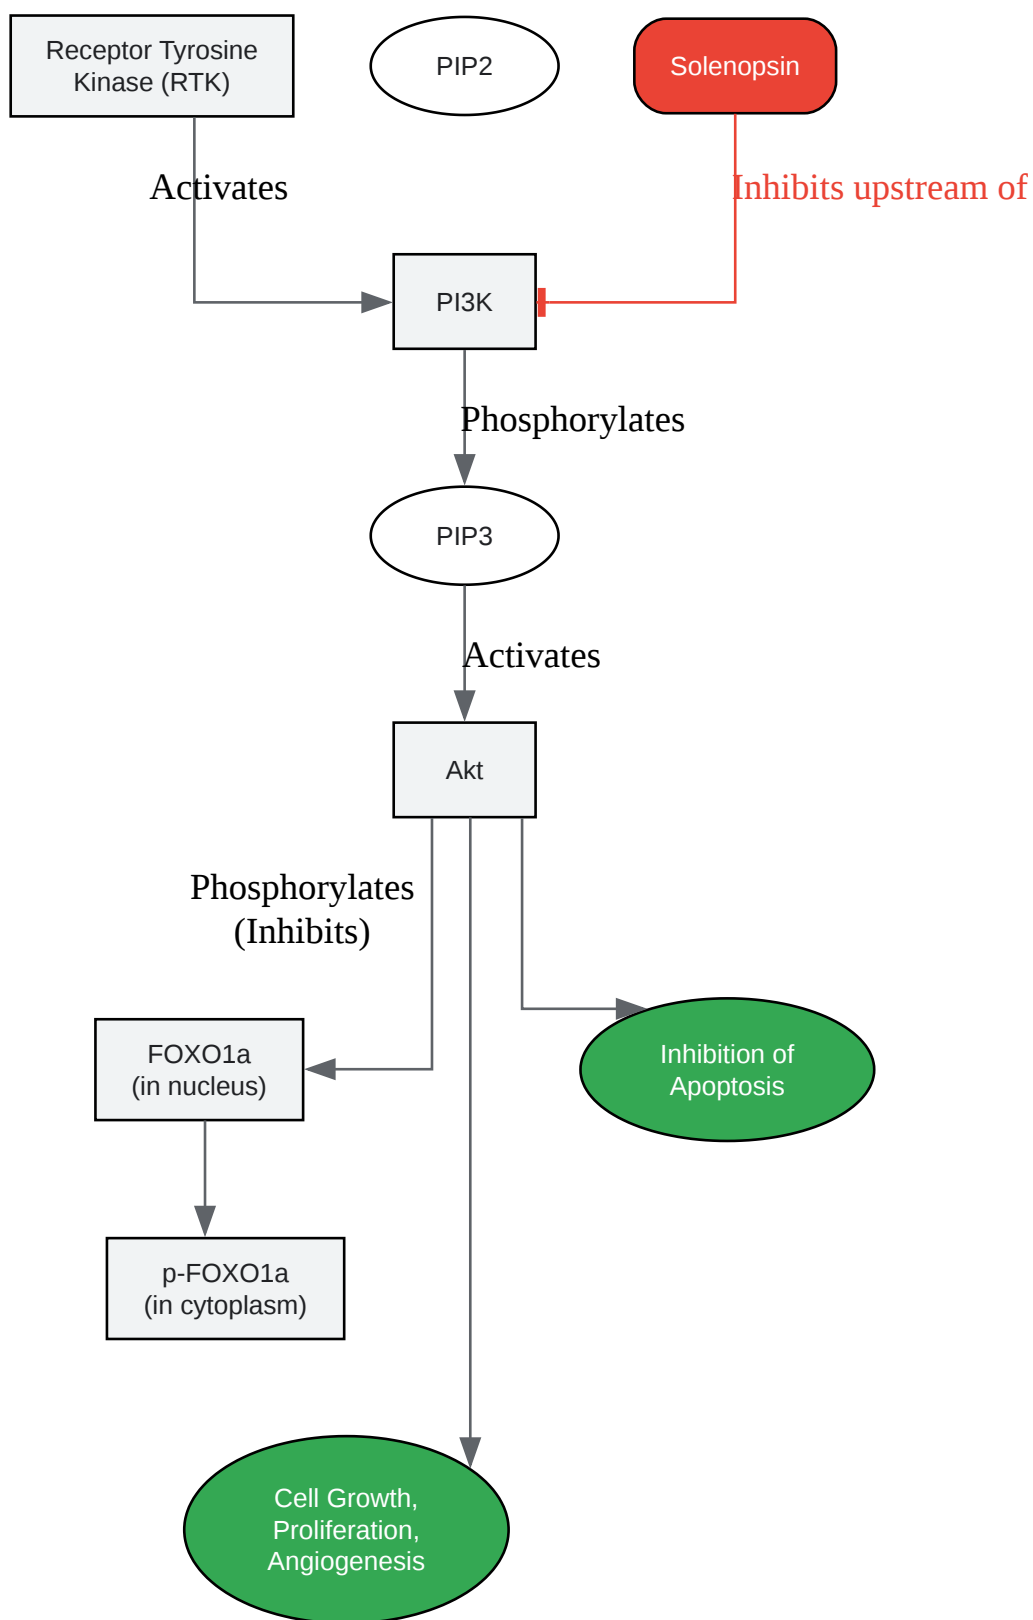 Receptor Tyrosine
Kinase (RTK)
PIP2
Solenopsin
Activates
Inhibits upstream of
PI3K
Phosphorylates
PIP3
Activates
Akt
Phosphorylates
(Inhibits)
FOXO1a
(in nucleus)
Inhibition of
Apoptosis
p-FOXO1a
(in cytoplasm)
Cell Growth,
Proliferation,
Angiogenesis